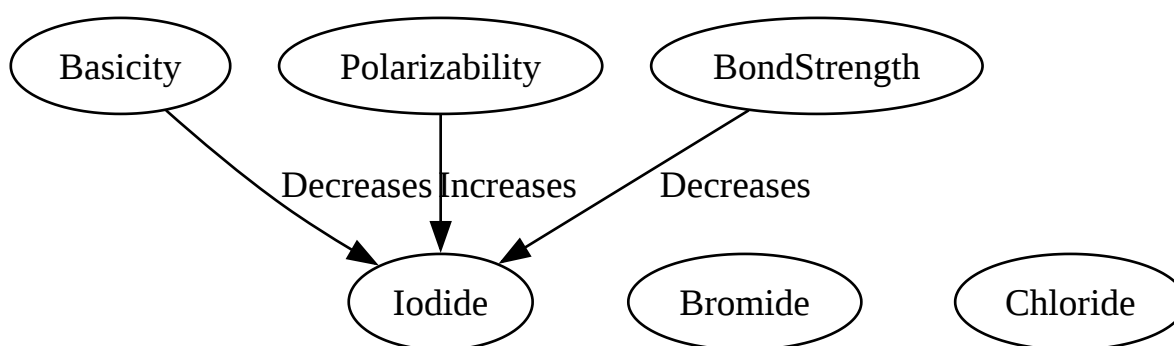 Basicity
Polarizability
BondStrength
Decreases
Increases
Decreases
Iodide
Bromide
Chloride